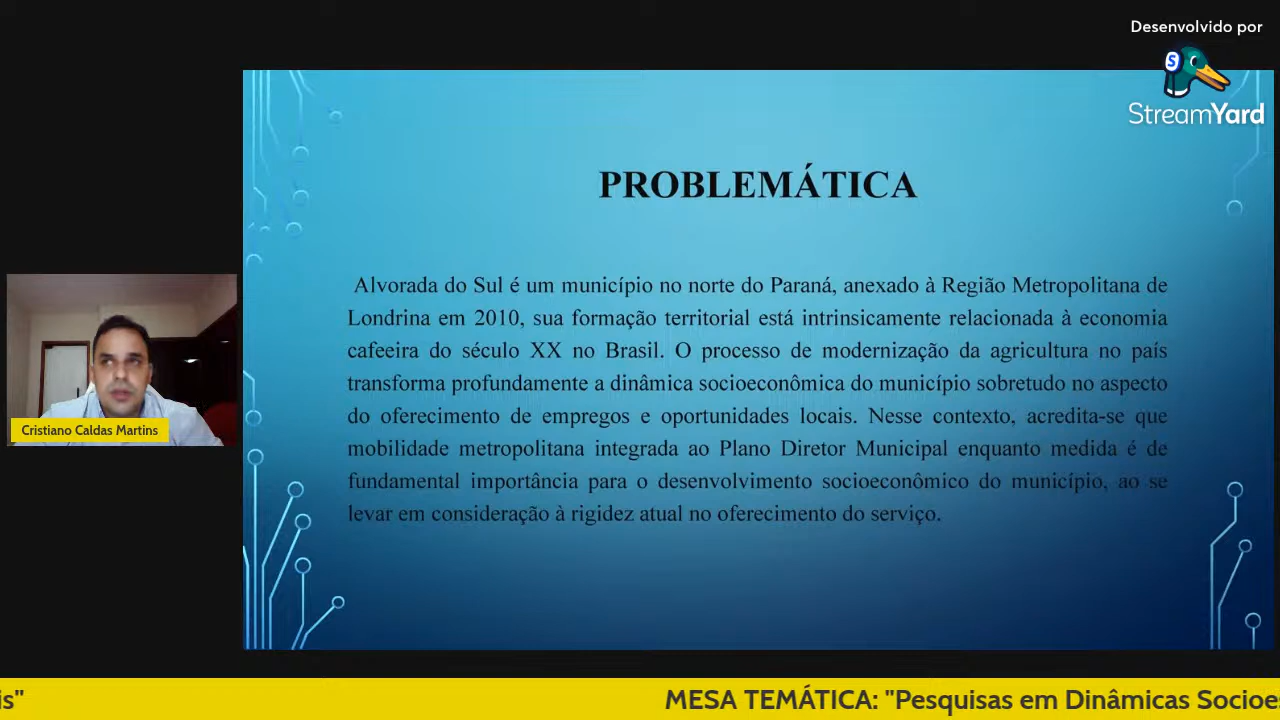 Desenvolvido por
StreamYard
PROBLEMÁTICA
Alvorada do Sul é um município no norte do Paraná, anexado à Região Metropolitana de
Londrina em 2010, sua formação territorial está intrinsicamente relacionada à economia
cafeeira do século XX no Brasil. O processo de modernização da agricultura no país
transforma profundamente a dinâmica socioeconômica do município sobretudo no aspecto
do oferecimento de empregos e oportunidades locais. Nesse contexto, acredita-se que
mobilidade metropolitana integrada ao Plano Diretor Municipal enquanto medida é de
fundamental importância para o desenvolvimento socioeconômico do município, ao se
levar em consideração à rigidez atual no oferecimento do serviço.
Cristiano Caldas Martins
is" MESA TEMÁTICA: "Pesquisas em Dinâmicas Socioes